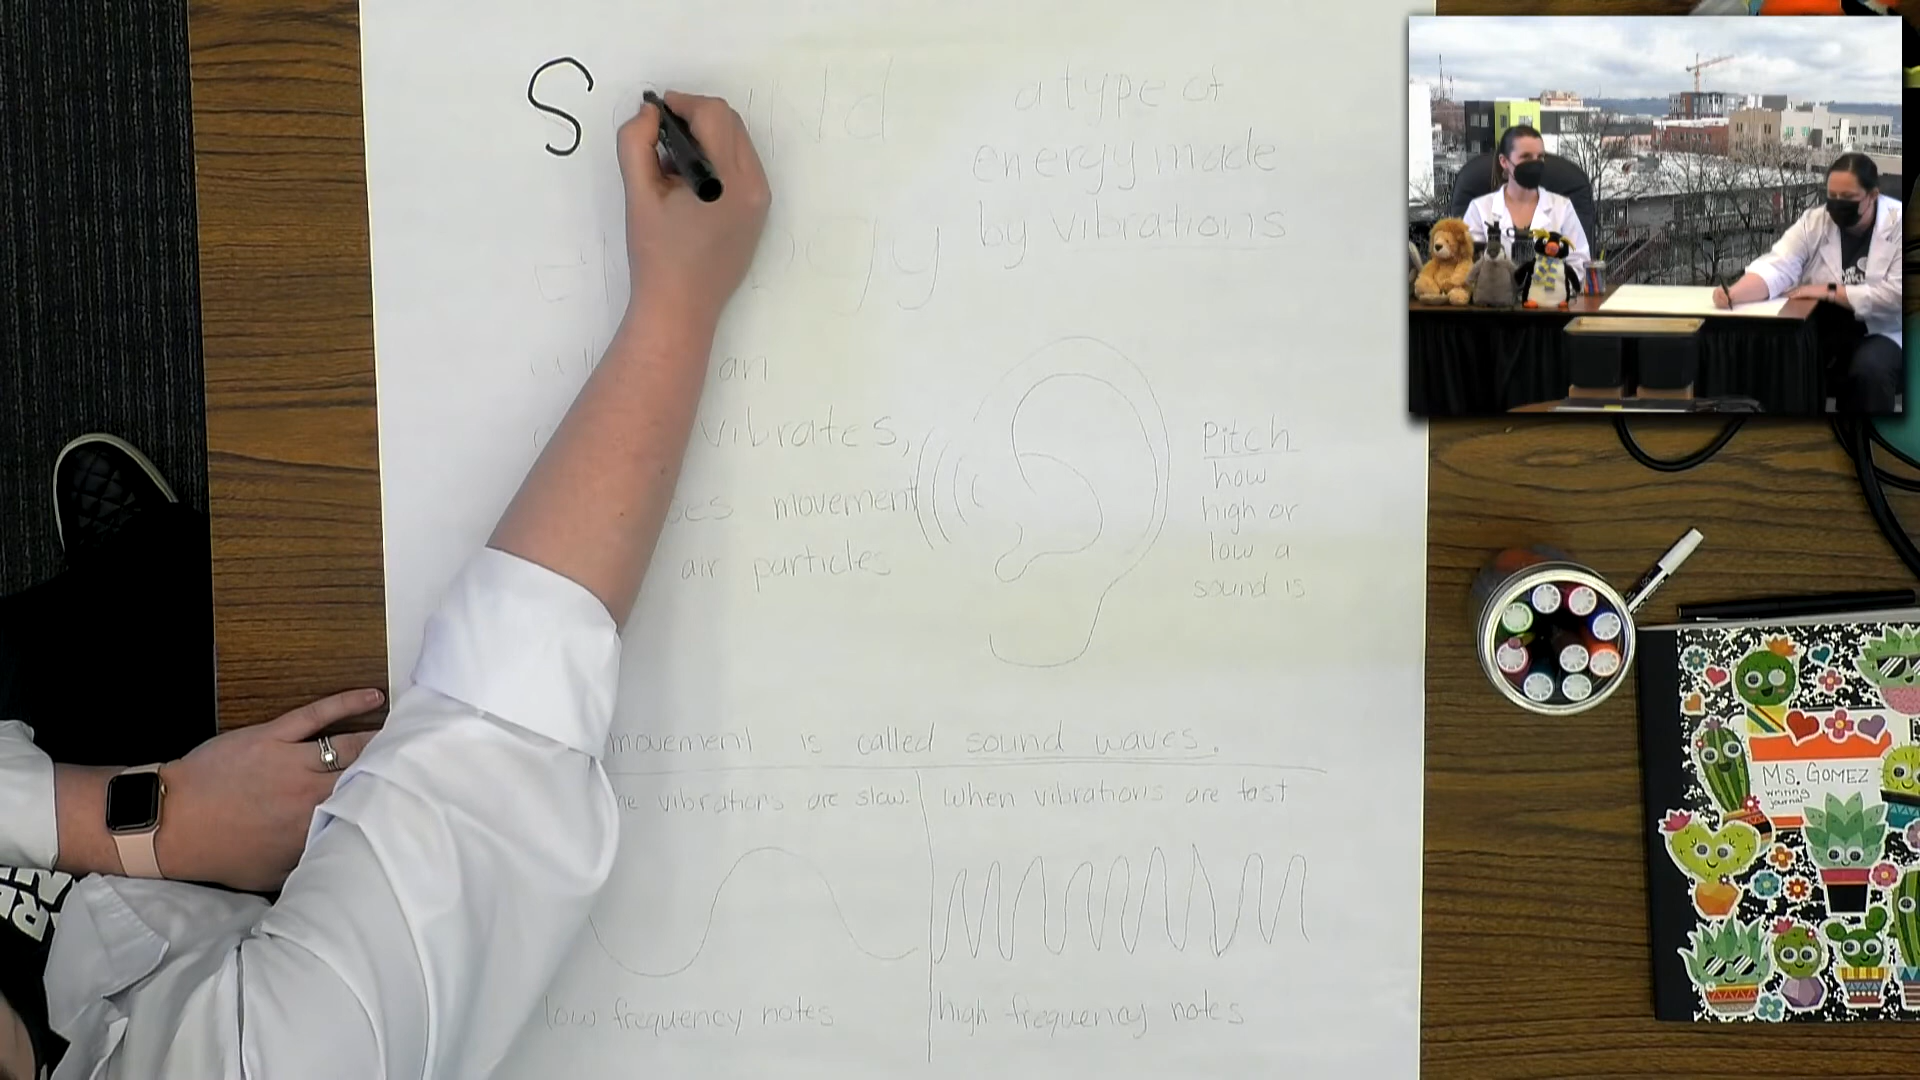 S
a type of
energy made
by vibrations
an
vibrates,
movement
air particles
Pitch
how
high or
low a
sound is
movement is called sound waves.
vibrations are slow.
when vibrations are fast
low frequency notes
high frequency notes
Ms. Gomez
writing
journal